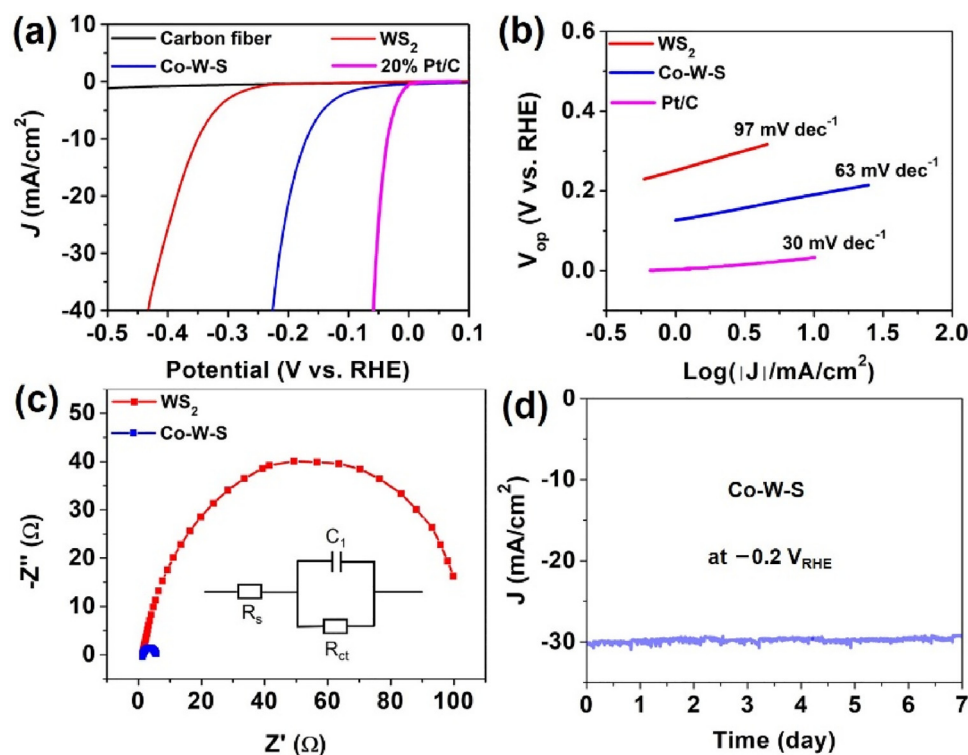 (a)
Carbon fiber
WS2
Co-W-S
20% Pt/C
10
0
-10
-20
-30
-40
J (mA/cm2)
-0.5 -0.4 -0.3 -0.2 -0.1 0.0 0.1
Potential (V vs. RHE)
(b)
WS2
Co-W-S
Pt/C
97 mV dec-1
63 mV dec-1
30 mV dec-1
0.6
0.4
0.2
0.0
Vop (V vs. RHE)
-0.5 0.0 0.5 1.0 1.5 2.0
Log(|J|/mA/cm2)
(c)
WS2
Co-W-S
50
40
30
20
10
0
-Z'' (Ω)
C1
Rs
Rct
0 20 40 60 80 100
Z' (Ω)
(d)
0
-10
-20
-30
J (mA/cm2)
Co-W-S
at −0.2 VRHE
0 1 2 3 4 5 6 7
Time (day)